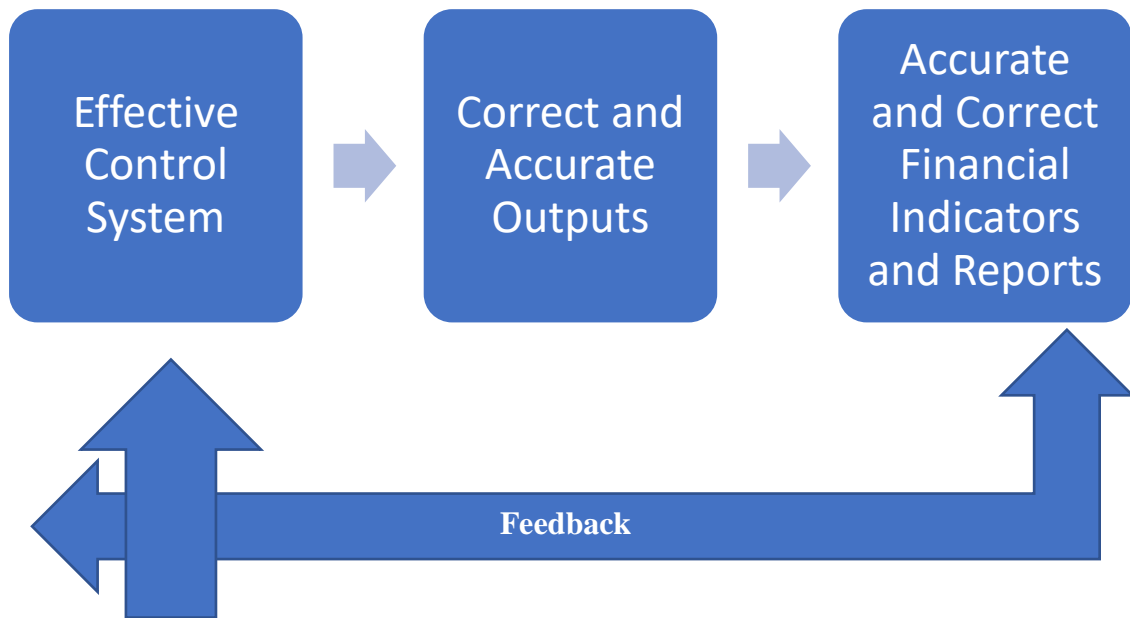 Effective
Control
System
Correct and
Accurate
Outputs
Accurate
and Correct
Financial
Indicators
and Reports
Feedback